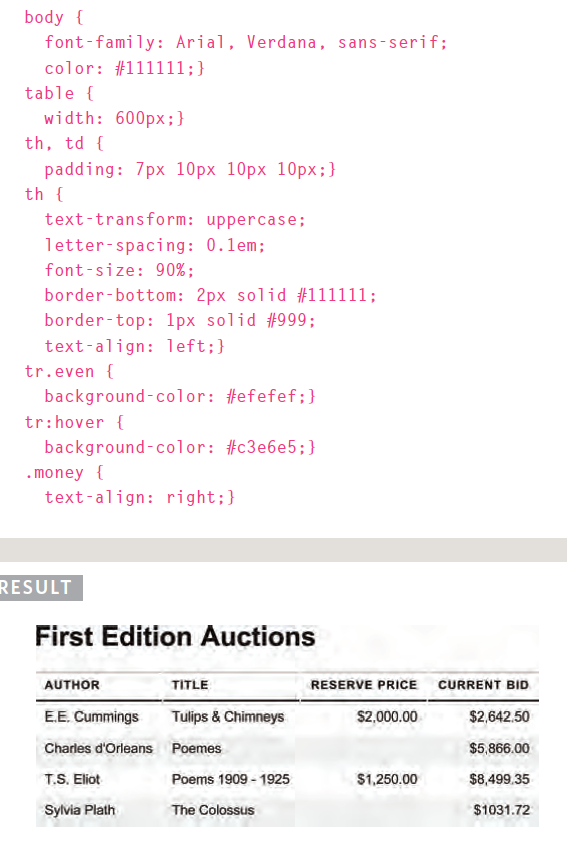 body {
font-family: Arial, Verdana, sans-serif;
color: #111111;}
table {
width: 600px;}
th, td {
padding: 7px 10px 10px 10px;}
th {
text-transform: uppercase;
letter-spacing: 0.1em;
font-size: 90%;
border-bottom: 2px solid #111111;
border-top: 1px solid #999;
text-align: left;}
tr.even {
background-color: #efefef;}
tr:hover {
background-color: #c3e6e5;}
.money {
text-align: right;}
RESULT
First Edition Auctions
AUTHOR TITLE RESERVE PRICE CURRENT BID
E.E. Cummings Tulips & Chimneys $2,000.00 $2,642.50
Charles d'Orleans Poemes $5,866.00
T.S. Eliot Poems 1909 - 1925 $1,250.00 $8,499.35
Sylvia Plath The Colossus $1031.72